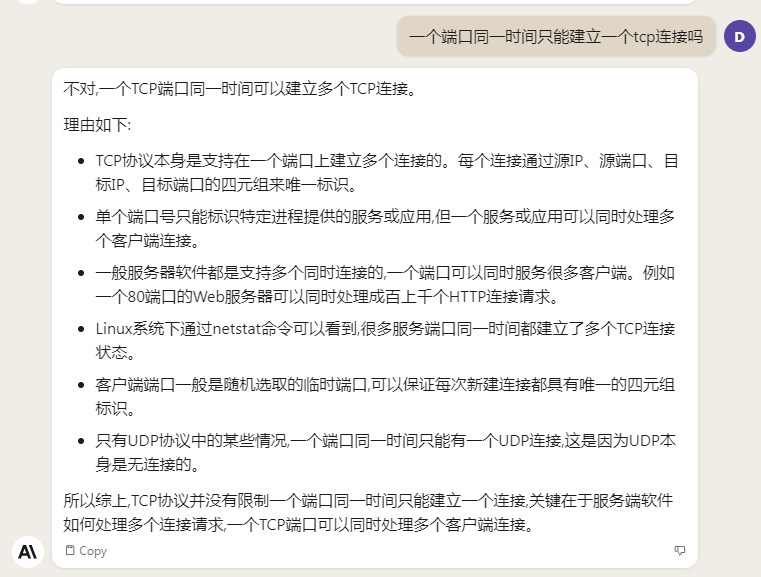 一个端口同一时间只能建立一个tcp连接吗
D
不对,一个TCP端口同一时间可以建立多个TCP连接。
理由如下:
TCP协议本身是支持在一个端口上建立多个连接的。每个连接通过源IP、源端口、目
标IP、目标端口的四元组来唯一标识。
单个端口号只能标识特定进程提供的服务或应用,但一个服务或应用可以同时处理多
个客户端连接。
一般服务器软件都是支持多个同时连接的,一个端口可以同时服务很多客户端。例如
一个80端口的Web服务器可以同时处理成百上千个HTTP连接请求。
Linux系统下通过netstat命令可以看到,很多服务端口同一时间都建立了多个TCP连接
状态。
客户端端口一般是随机选取的临时端口,可以保证每次新建连接都具有唯一的四元组
标识。
只有UDP协议中的某些情况,一个端口同一时间只能有一个UDP连接,这是因为UDP本
身是无连接的。
所以综上,TCP协议并没有限制一个端口同一时间只能建立一个连接,关键在于服务端软件
如何处理多个连接请求,一个TCP端口可以同时处理多个客户端连接。
A\
Copy